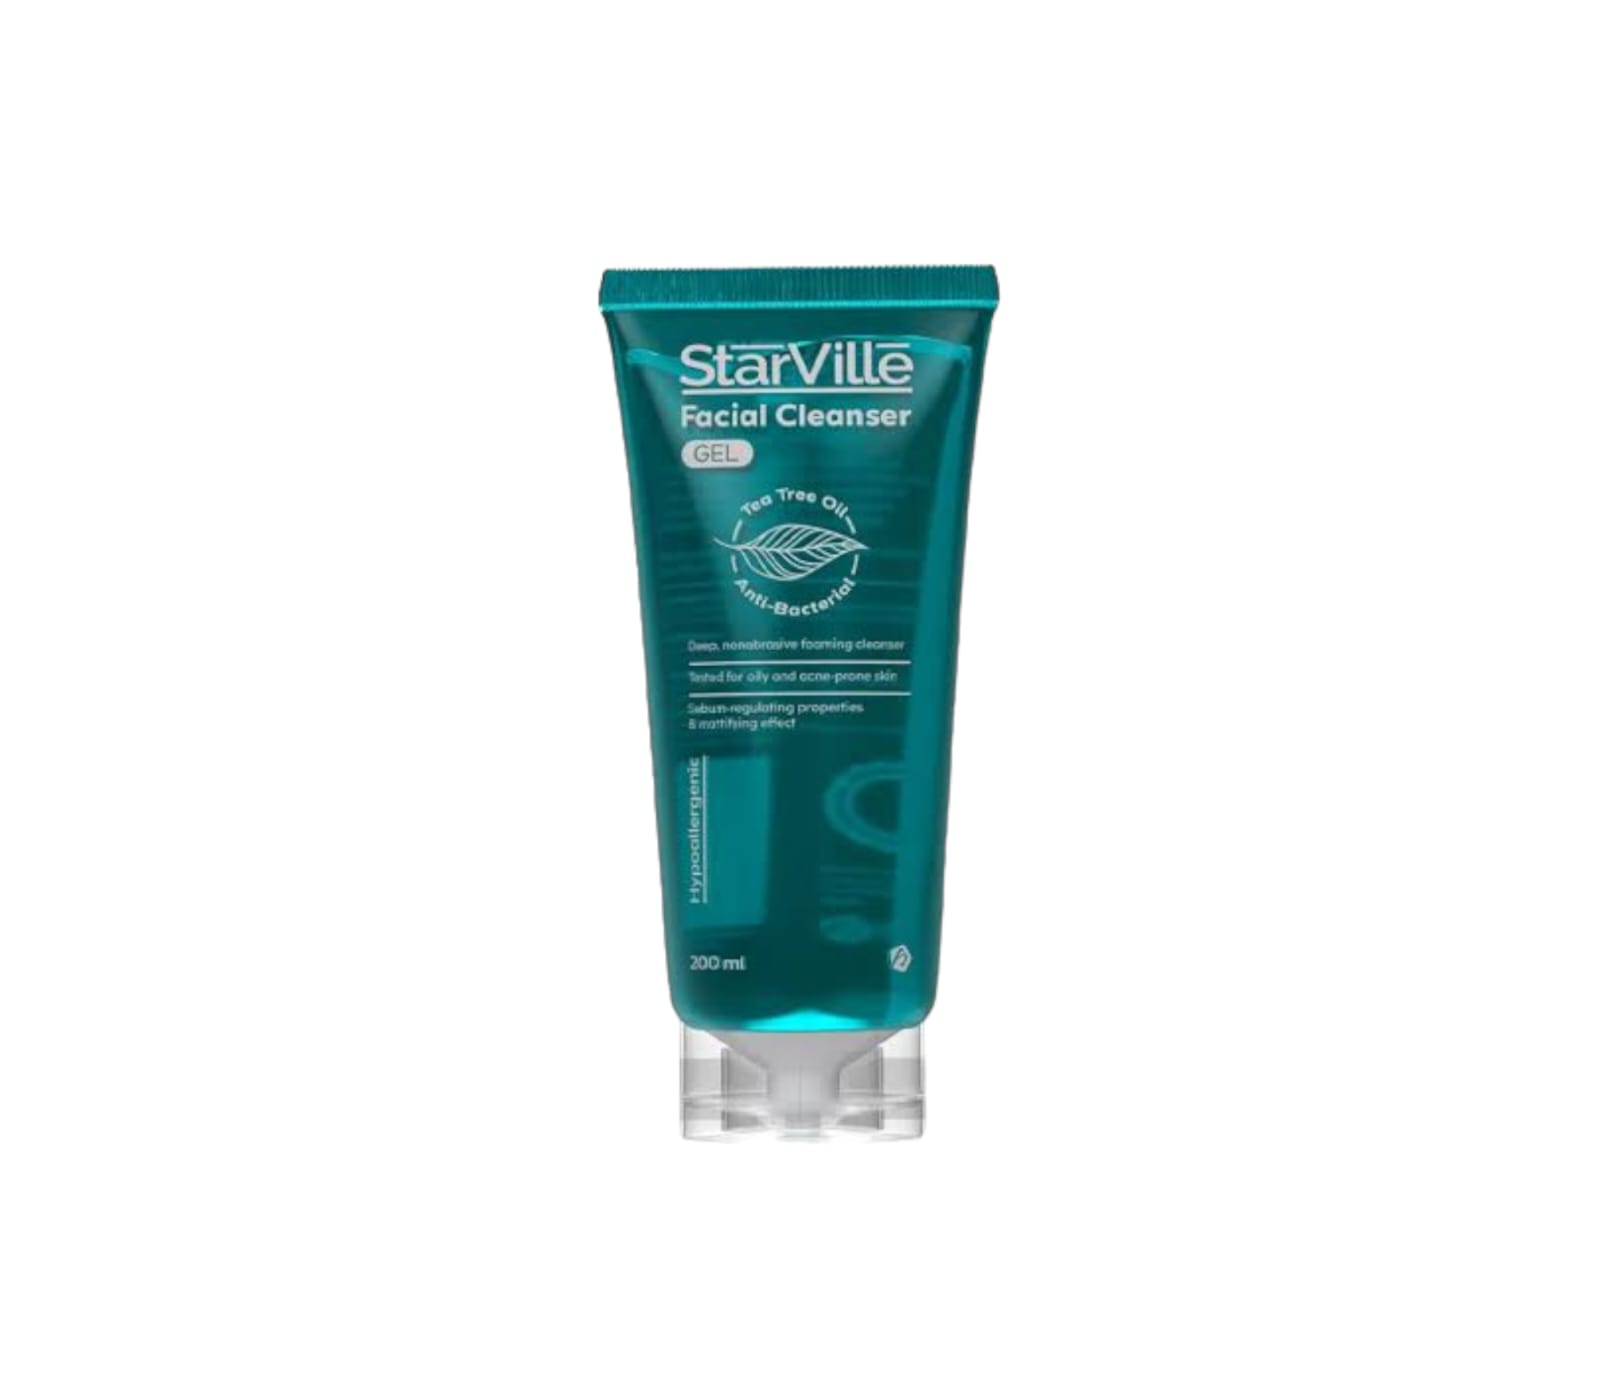 StarVille
Facial Cleanser
GEL
Tea Tree Oil
Anti-Bacterial
Deep, nonabrasive foaming cleanser
Tested for oily and acne-prone skin
Sebum-regulating properties
& mattifying effect
Hypoallergenic
200 ml